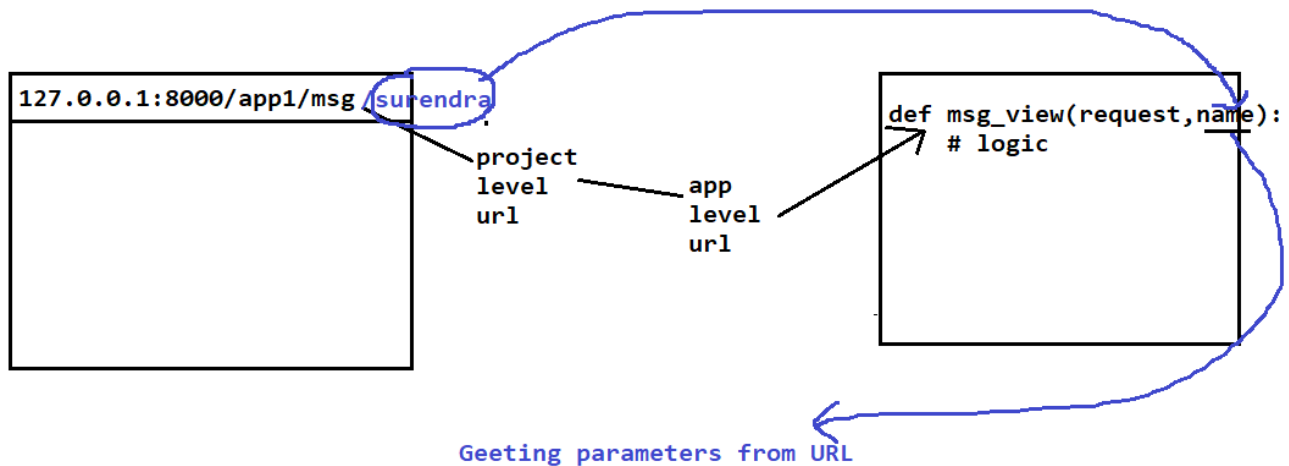 127.0.0.1:8000/app1/msg /surendra
def msg_view(request,name):
# logic
project
level
url
app
level
url
Geeting parameters from URL